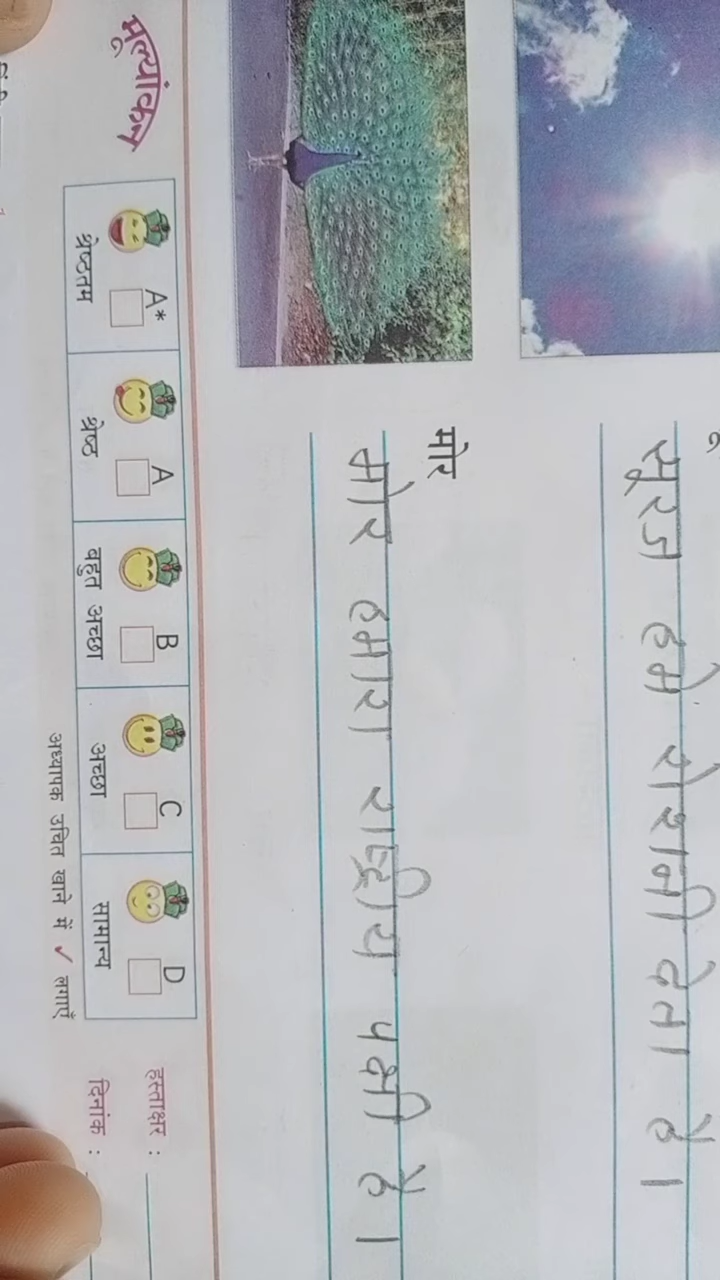 सूरज हमे रोशनी देता है।
मोर
मोर हमारा राष्ट्रीय पक्षी है।
मूल्यांकन
A* A B C D
श्रेष्ठतम श्रेष्ठ बहुत अच्छा अच्छा सामान्य
अध्यापक उचित खाने में ✓ लगाएँ
हस्ताक्षर :
दिनांक :